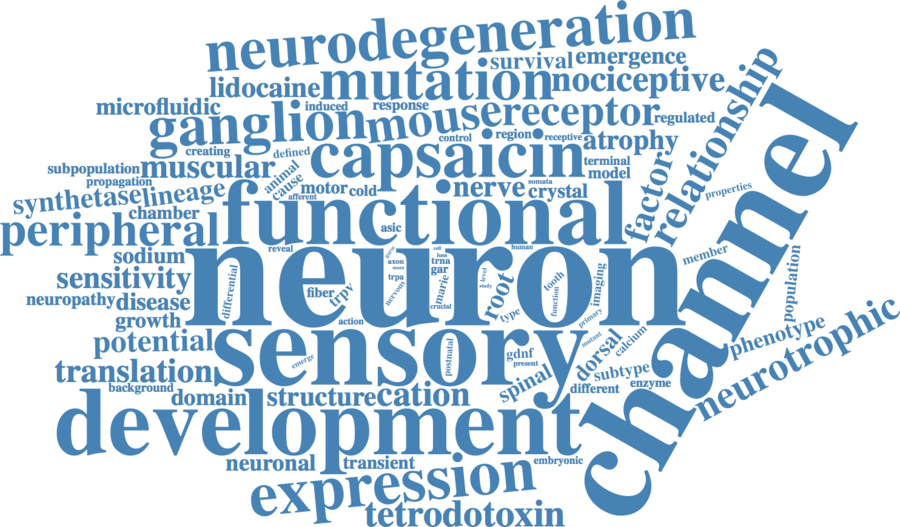 neurodegeneration
survival
emergence
lidocaine
mutation
nociceptive
relationship
microfluidic
induced
response
ganglion
mouse
receptor
regulated
control
region
receptive
atrophy
creating
defined
capsaicin
terminal
subpopulation
muscular
model
propagation
animal
cause
motor
cold
nerve
somata
crystal
factor
properties
synthetase
lineage
afferent
chamber
functional
channel
peripheral
asic
sodium
reveal
neuron
human
member
sensitivity
differential
axon
more
trpa
nervous
cell
loss
trna
gar
marie
crucial
level
study
root
tooth
function
imaging
population
neuropathy
disease
fiber
trpv
type
primary
growth
action
mutant
calcium
potential
sensory
emerge
postnatal
gdnf
present
dorsal
phenotype
neurotrophic
translation
spinal
subtype
enzyme
different
background
domain
structure
cation
development
neuronal
transient
embryonic
expression
tetrodotoxin